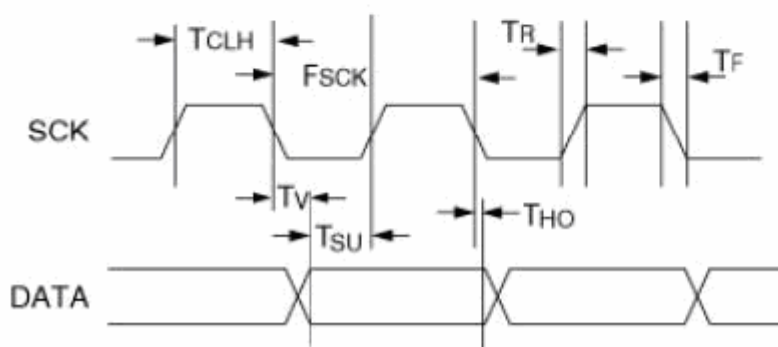 TCLH
TR
TF
FSCK
SCK
TV
THO
TSU
DATA